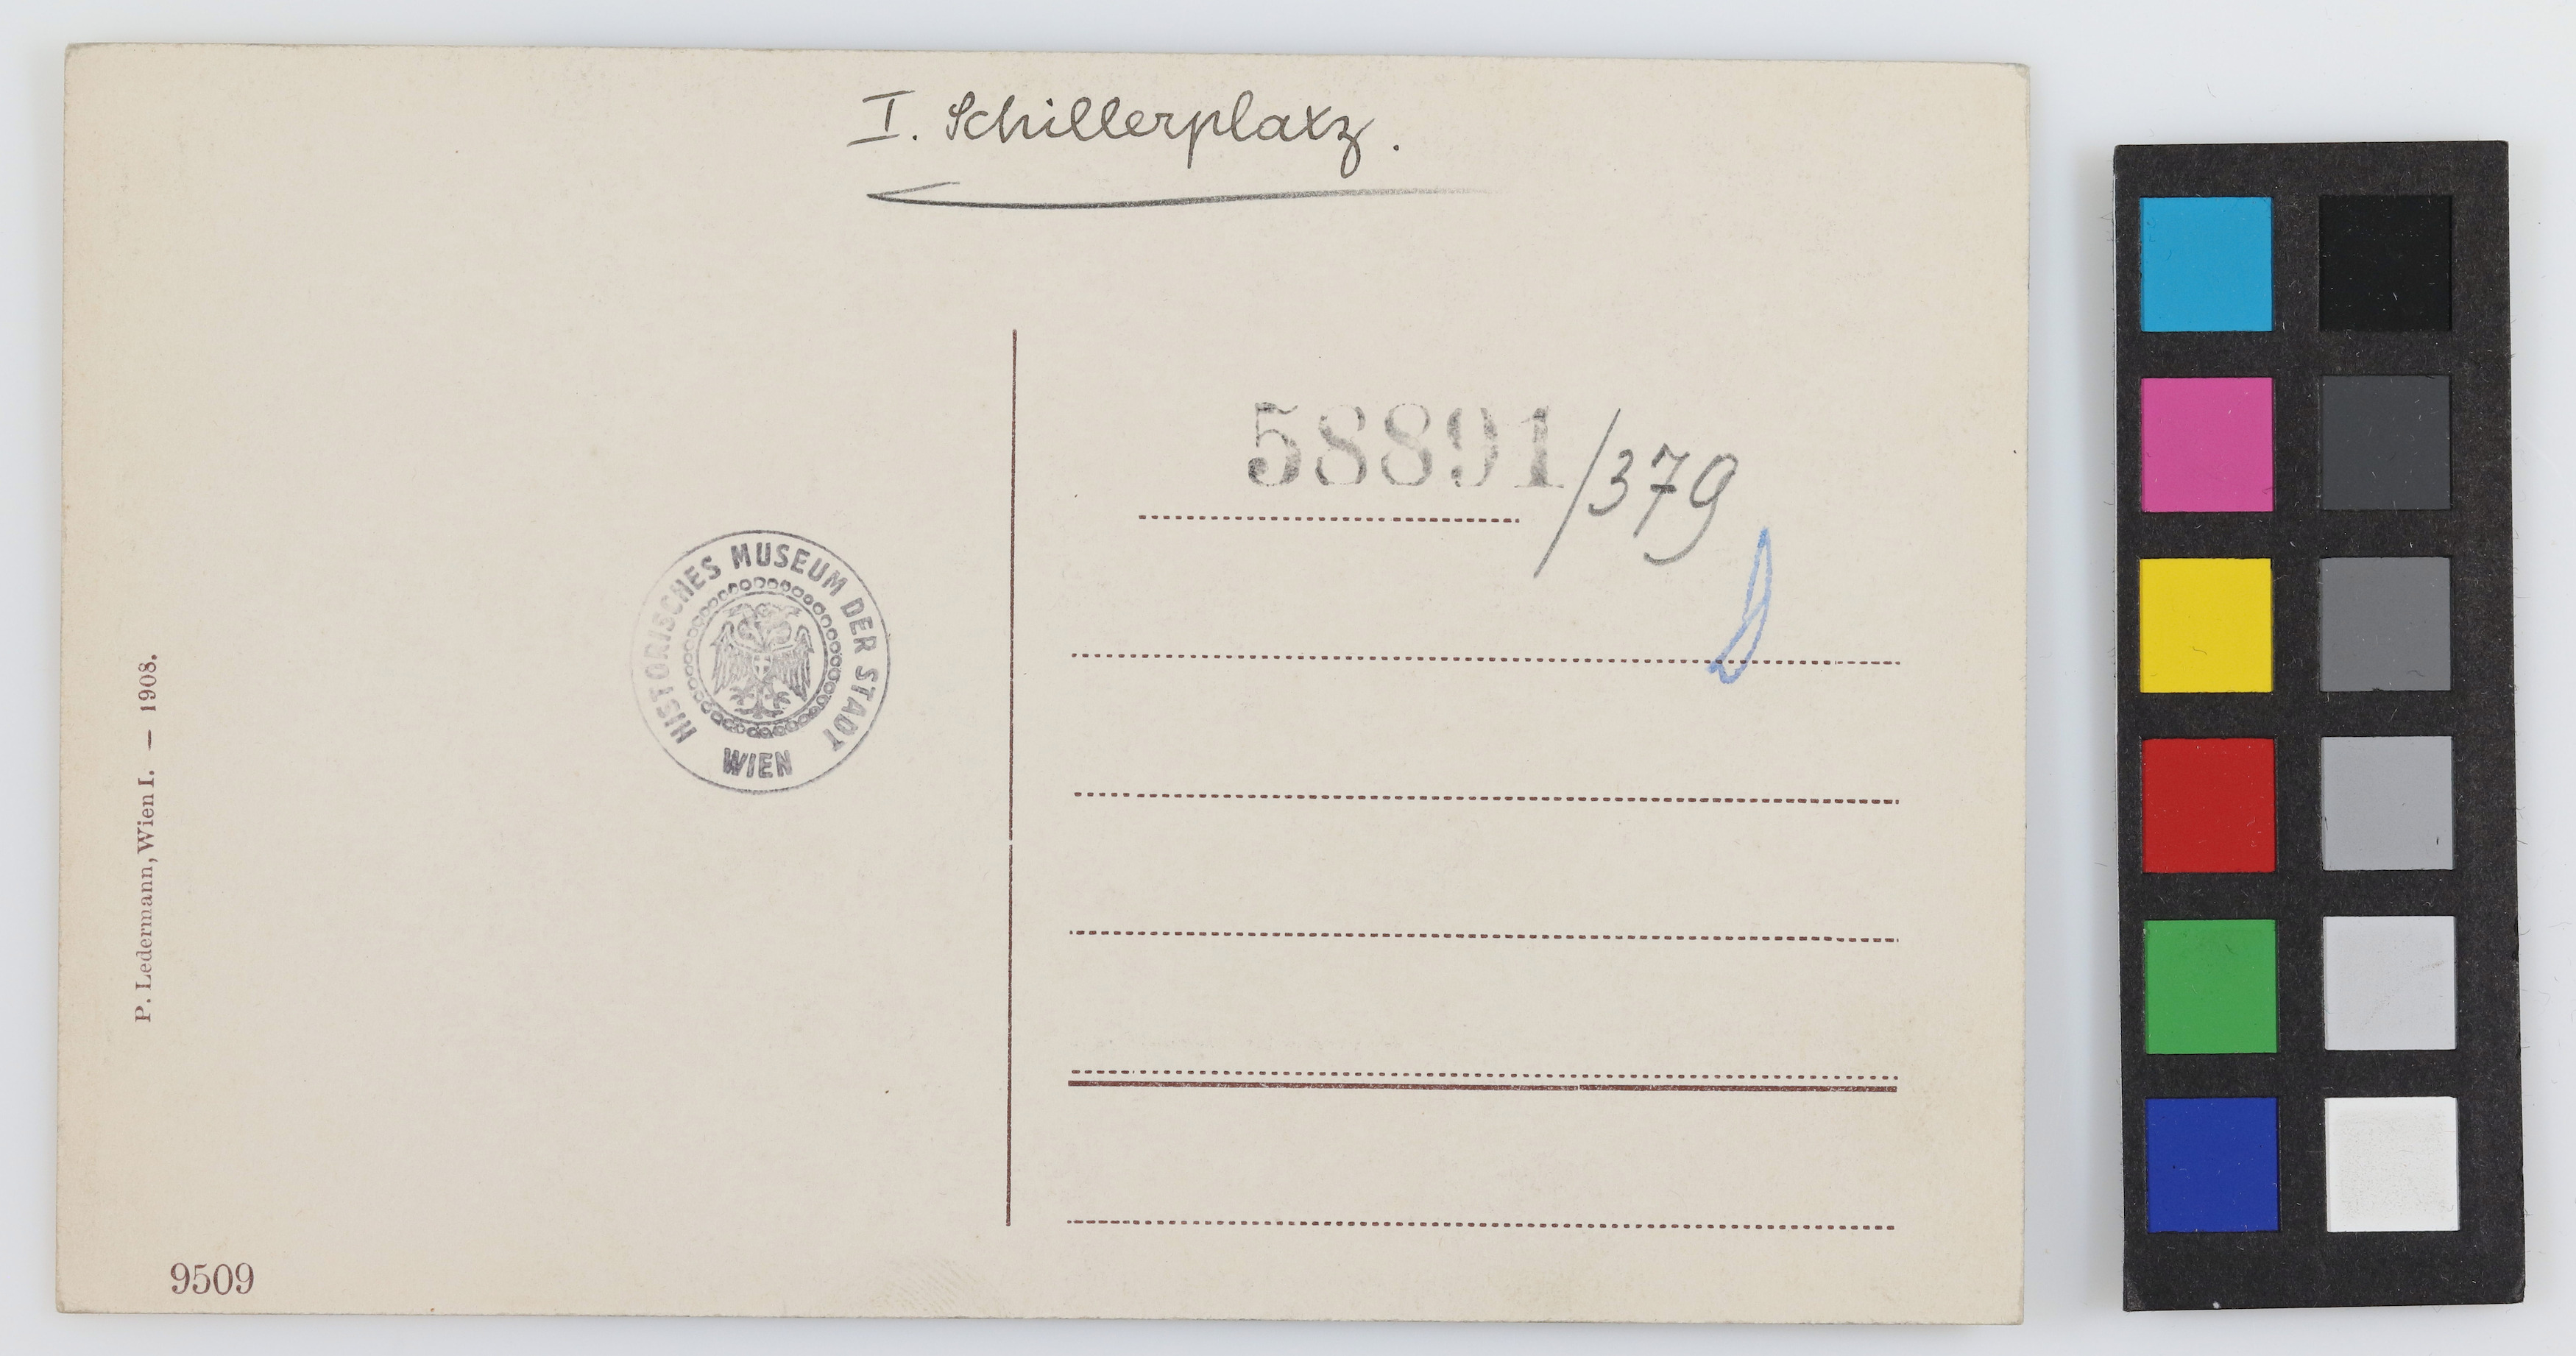 I. Schillerplatz.
58891/379
HISTORISCHES MUSEUM DER STADT
WIEN
P. Ledermann, Wien I. — 1908.
9509